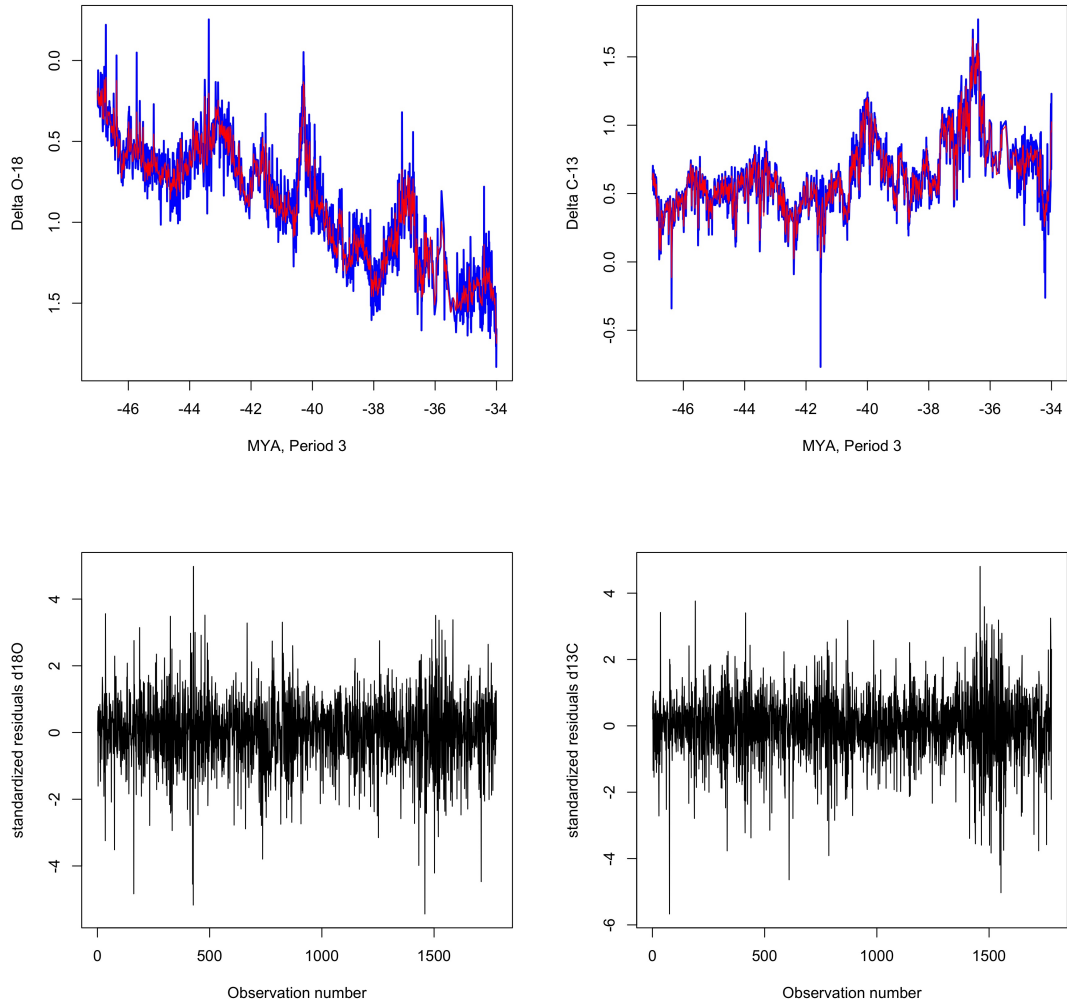 Delta O-18
0.0
0.5
1.0
1.5
-46 -44 -42 -40 -38 -36 -34
MYA, Period 3
Delta C-13
1.5
1.0
0.5
0.0
-0.5
-46 -44 -42 -40 -38 -36 -34
MYA, Period 3
standardized residuals d18O
4
2
0
-2
-4
0 500 1000 1500
Observation number
standardized residuals d13C
4
2
0
-2
-4
-6
0 500 1000 1500
Observation number